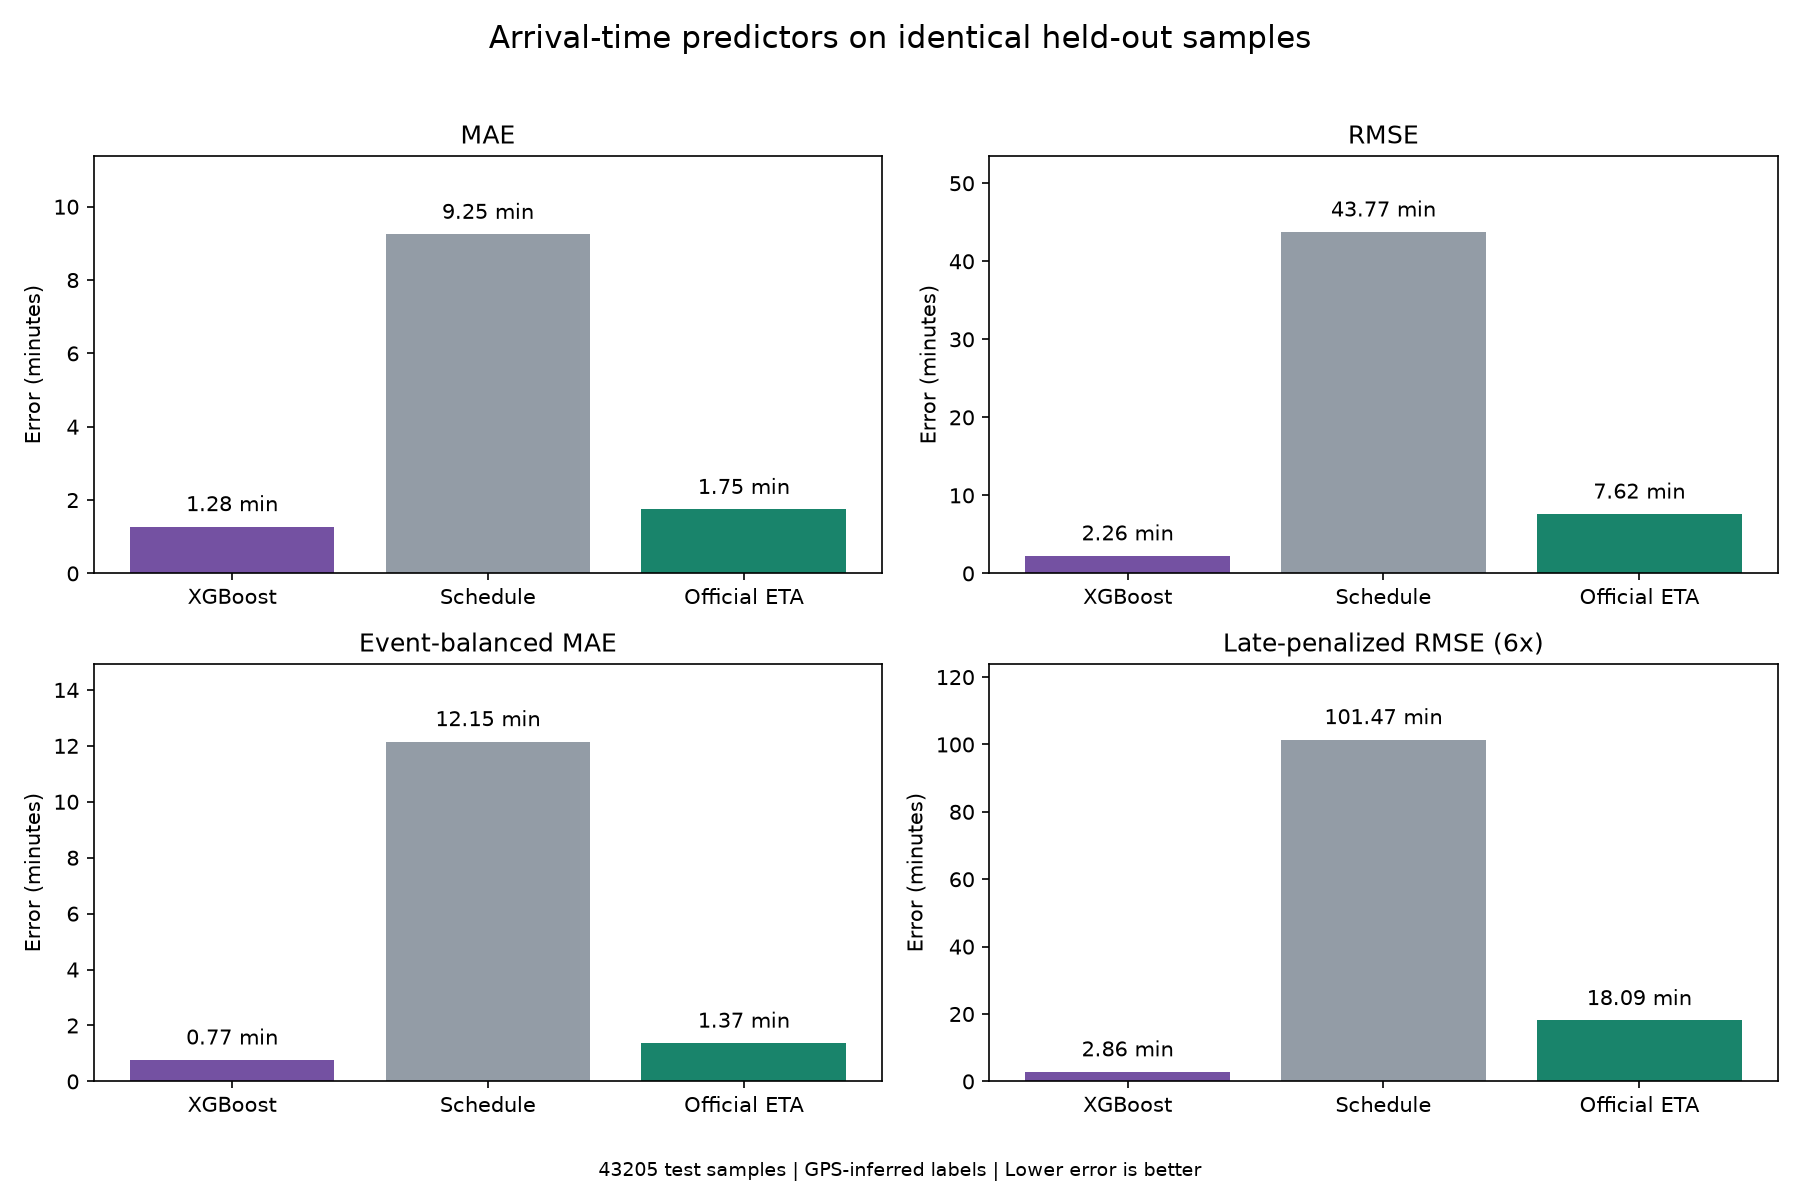 Arrival-time predictors on identical held-out samples
MAE
Error (minutes)
10
8
6
4
2
0
1.28 min
9.25 min
1.75 min
XGBoost
Schedule
Official ETA
RMSE
Error (minutes)
50
40
30
20
10
0
2.26 min
43.77 min
7.62 min
XGBoost
Schedule
Official ETA
Event-balanced MAE
Error (minutes)
14
12
10
8
6
4
2
0
0.77 min
12.15 min
1.37 min
XGBoost
Schedule
Official ETA
Late-penalized RMSE (6x)
Error (minutes)
120
100
80
60
40
20
0
2.86 min
101.47 min
18.09 min
XGBoost
Schedule
Official ETA
43205 test samples | GPS-inferred labels | Lower error is better